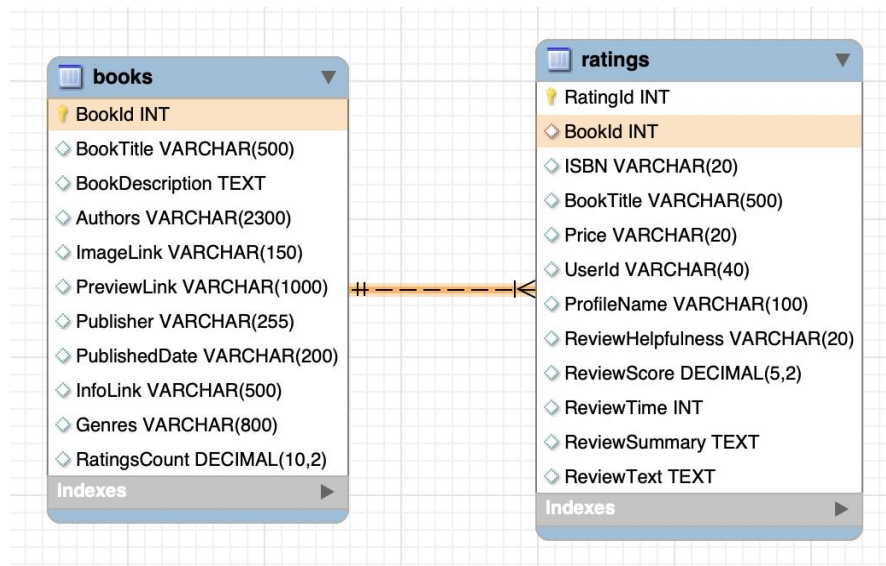 books
BookId INT
BookTitle VARCHAR(500)
BookDescription TEXT
Authors VARCHAR(2300)
ImageLink VARCHAR(150)
PreviewLink VARCHAR(1000)
Publisher VARCHAR(255)
PublishedDate VARCHAR(200)
InfoLink VARCHAR(500)
Genres VARCHAR(800)
RatingsCount DECIMAL(10,2)
Indexes
ratings
RatingId INT
BookId INT
ISBN VARCHAR(20)
BookTitle VARCHAR(500)
Price VARCHAR(20)
UserId VARCHAR(40)
ProfileName VARCHAR(100)
ReviewHelpfulness VARCHAR(20)
ReviewScore DECIMAL(5,2)
ReviewTime INT
ReviewSummary TEXT
ReviewText TEXT
Indexes